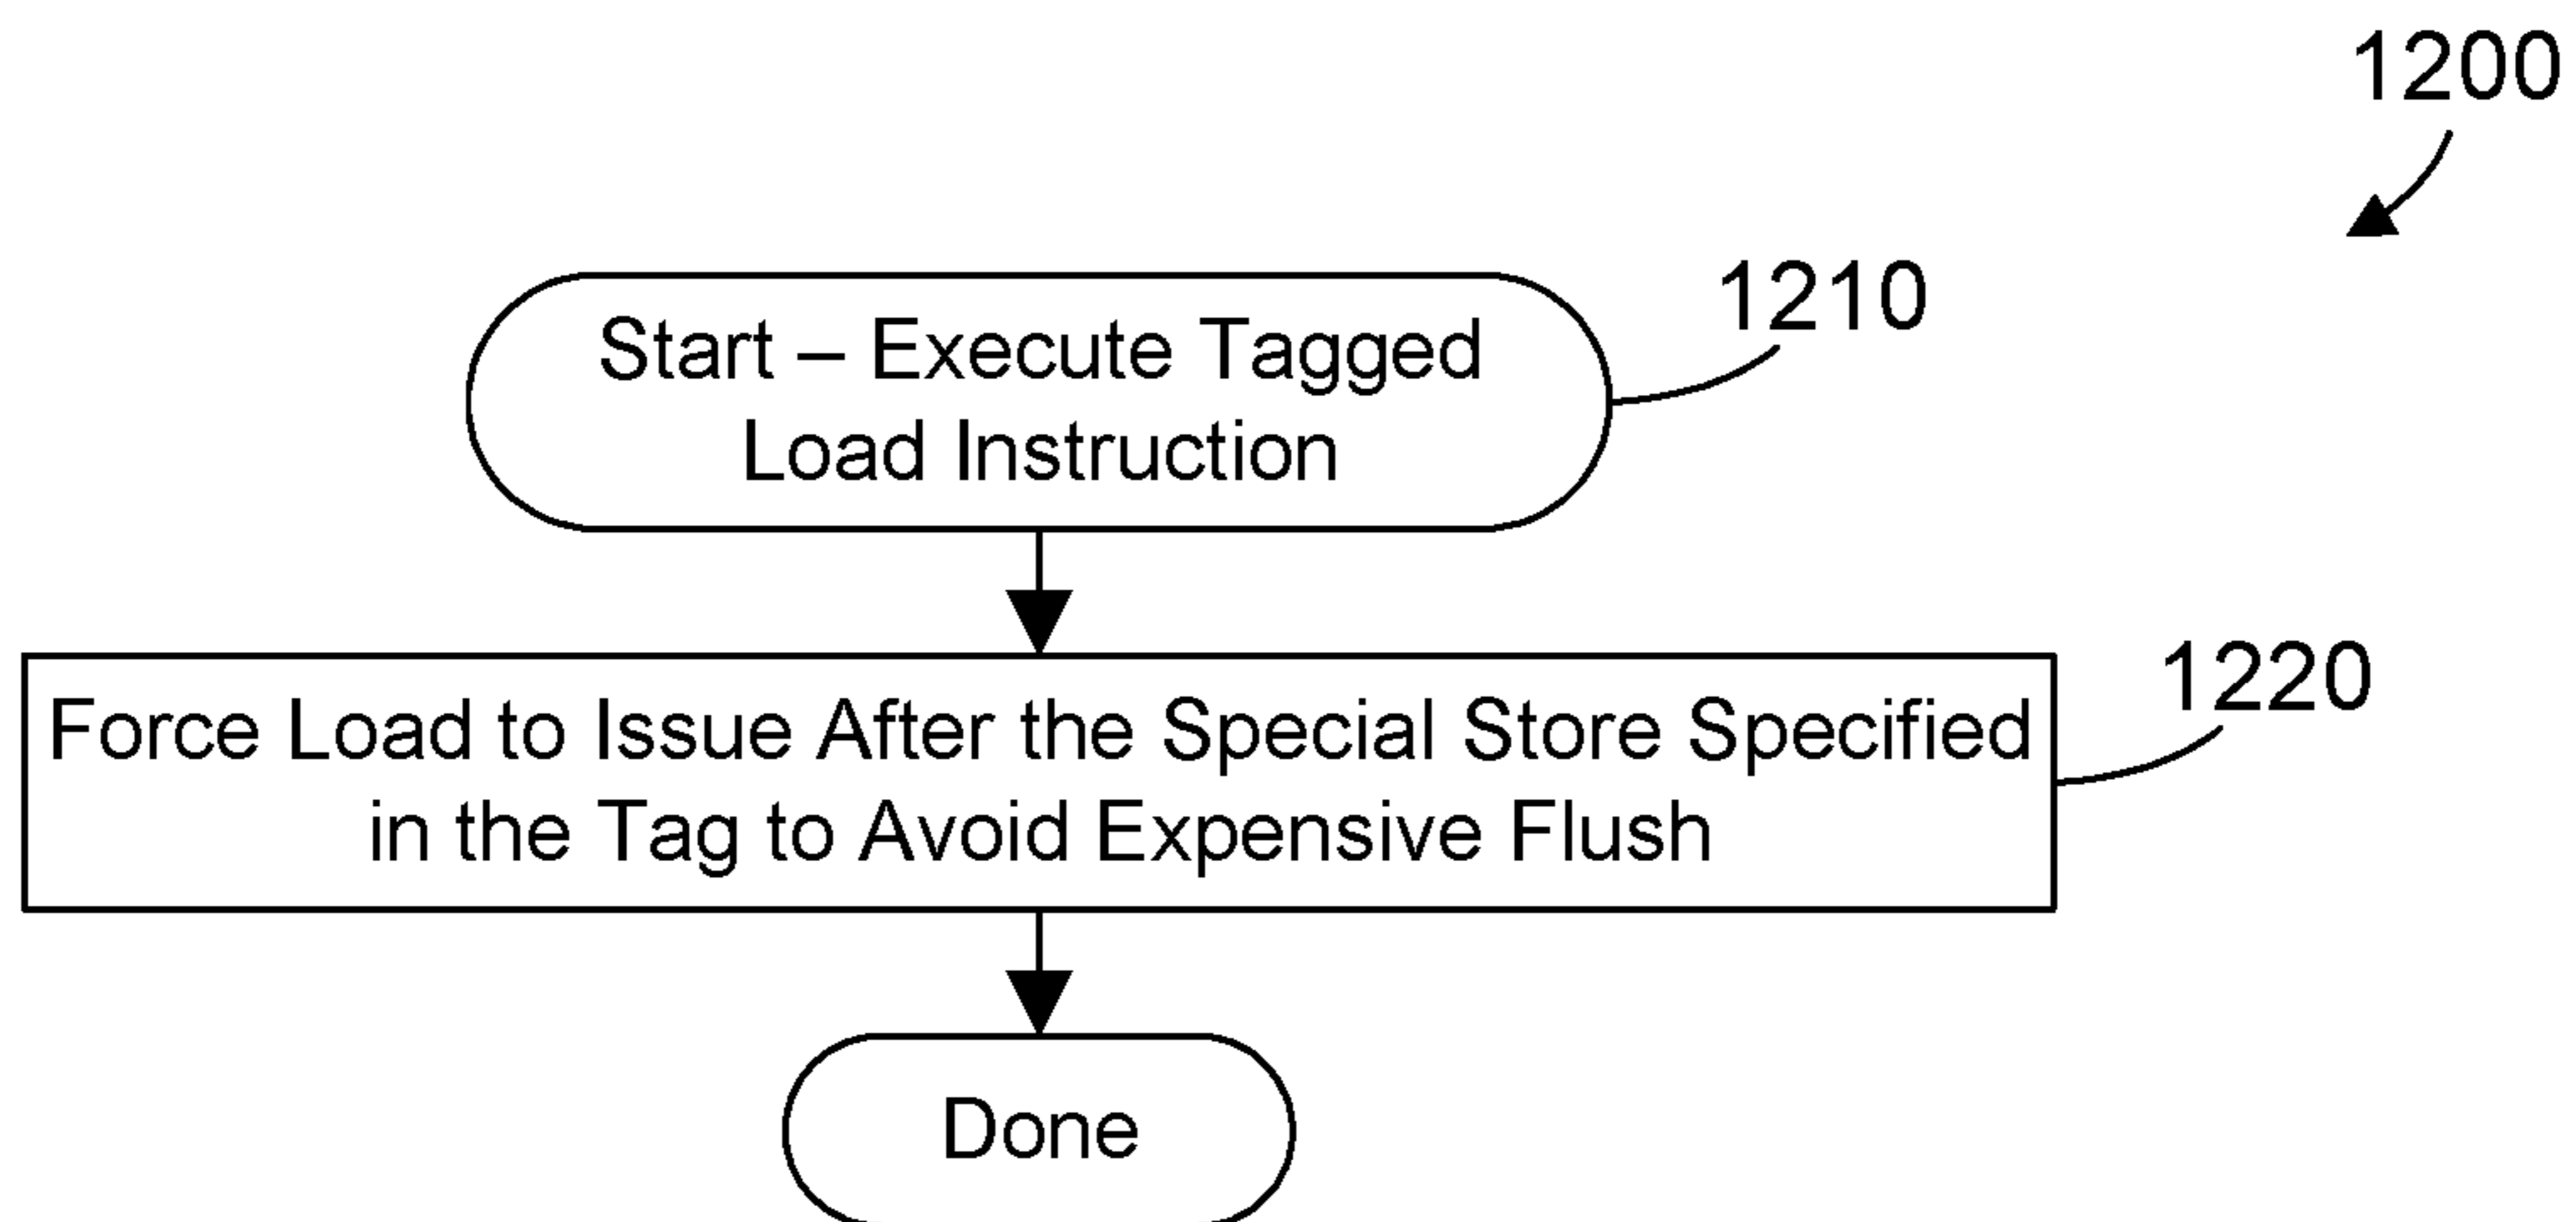 1200
1210
Start – Execute Tagged
Load Instruction
1220
Force Load to Issue After the Special Store Specified
in the Tag to Avoid Expensive Flush
Done